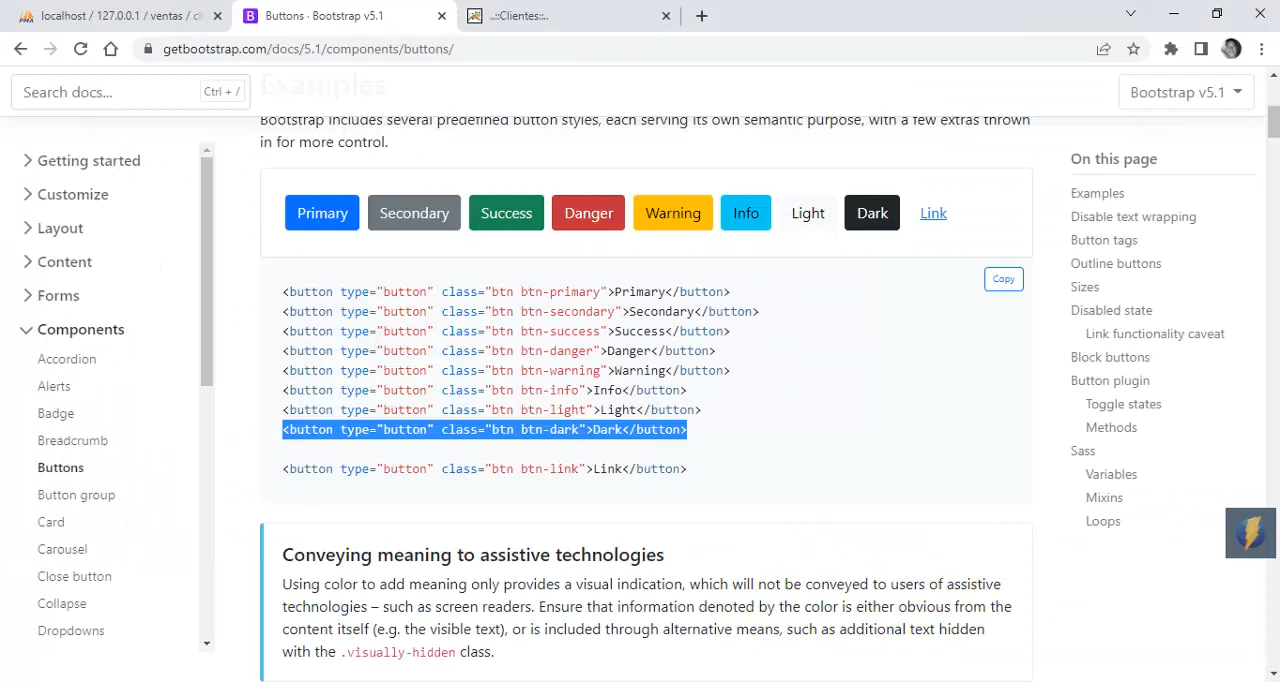 localhost / 127.0.0.1 / ventas / cl
Buttons · Bootstrap v5.1
..::Clientes::..
getbootstrap.com/docs/5.1/components/buttons/
Search docs...
Ctrl + /
Examples
Bootstrap v5.1
Bootstrap includes several predefined button styles, each serving its own semantic purpose, with a few extras thrown
in for more control.
Getting started
Customize
Layout
Content
Forms
Components
Accordion
Alerts
Badge
Breadcrumb
Buttons
Button group
Card
Carousel
Close button
Collapse
Dropdowns
Primary Secondary Success Danger Warning Info Light Dark Link
Copy
<button type="button" class="btn btn-primary">Primary</button>
<button type="button" class="btn btn-secondary">Secondary</button>
<button type="button" class="btn btn-success">Success</button>
<button type="button" class="btn btn-danger">Danger</button>
<button type="button" class="btn btn-warning">Warning</button>
<button type="button" class="btn btn-info">Info</button>
<button type="button" class="btn btn-light">Light</button>
<button type="button" class="btn btn-dark">Dark</button>
<button type="button" class="btn btn-link">Link</button>
Conveying meaning to assistive technologies
Using color to add meaning only provides a visual indication, which will not be conveyed to users of assistive
technologies – such as screen readers. Ensure that information denoted by the color is either obvious from the
content itself (e.g. the visible text), or is included through alternative means, such as additional text hidden
with the .visually-hidden class.
On this page
Examples
Disable text wrapping
Button tags
Outline buttons
Sizes
Disabled state
Link functionality caveat
Block buttons
Button plugin
Toggle states
Methods
Sass
Variables
Mixins
Loops